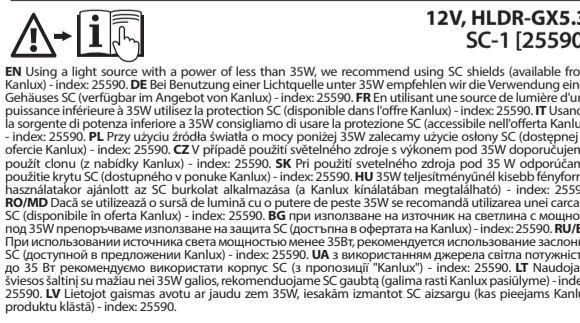 12V, HLDR-GX5.3
SC-1 [25590
EN Using a light source with a power of less than 35W, we recommend using SC shields (available from
Kanlux) - index: 25590. DE Bei Benutzung einer Lichtquelle unter 35W empfehlen wir die Verwendung eine
Gehäuses SC (verfügbar im Angebot von Kanlux) - index: 25590. FR En utilisant une source de lumière d'un
puissance inférieure à 35W utilisez la protection SC (disponible dans l'offre Kanlux) - index: 25590. IT Usand
la sorgente di potenza inferiore a 35W consigliamo di usare la protezione SC (accessibile nell'offerta Kanlu
- index: 25590. PL Przy użyciu źródła światła o mocy poniżej 35W zalecamy użycie osłony SC (dostępnej
ofercie Kanlux) - index: 25590. CZ V případě použití světelného zdroje s výkonem pod 35W doporučujem
použít clonu (z nabídky Kanlux) - index: 25590. SK Pri použití svetelného zdroja pod 35 W odporúčam
použitie krytu SC (dostupného v ponuke Kanlux) - index: 25590. HU 35W teljesítményűnél kisebb fényforr
használatakor ajánlott az SC burkolat alkalmazása (a Kanlux kínálatában megtalálható) - index: 2559
RO/MD Dacă se utilizează o sursă de lumină cu o putere de peste 35W se recomandă utilizarea unei carca
SC (disponibile în oferta Kanlux) - index: 25590. BG при използване на източник на светлина с мощно
под 35W препоръчваме използване на защита SC (достъпна в офертата на Kanlux) - index: 25590. RU/B
При использовании источника света мощностью менее 35Вт, рекомендуется использование заслон
SC (доступной в предложении Kanlux) - index: 25590. UA з використанням джерела світла потужніст
до 35 Вт рекомендуємо використати корпус SC (з пропозиції "Kanlux") - index: 25590. LT Naudoja
šviesos šaltinį su mažiau nei 35W galios, rekomenduojame SC gaubtą (galima rasti Kanlux pasiūlyme) - inde
25590. LV Lietojot gaismas avotu ar jaudu zem 35W, iesakām izmantot SC aizsargu (kas pieejams Kanlu
produktu klāstā) - index: 25590.